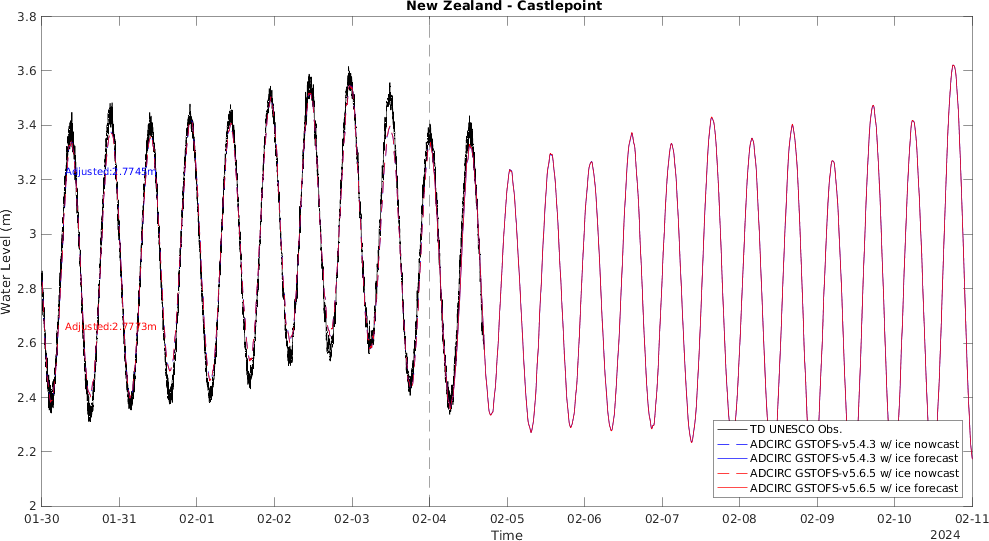 New Zealand - Castlepoint
3.8
3.6
3.4
3.2
3
2.8
2.6
2.4
2.2
2
Water Level (m)
Adjusted:2.7745m
Adjusted:2.7773m
TD UNESCO Obs.
ADCIRC GSTOFS-v5.4.3 w/ ice nowcast
ADCIRC GSTOFS-v5.4.3 w/ ice forecast
ADCIRC GSTOFS-v5.6.5 w/ ice nowcast
ADCIRC GSTOFS-v5.6.5 w/ ice forecast
01-30 01-31 02-01 02-02 02-03 02-04 02-05 02-06 02-07 02-08 02-09 02-10 02-11
Time
2024